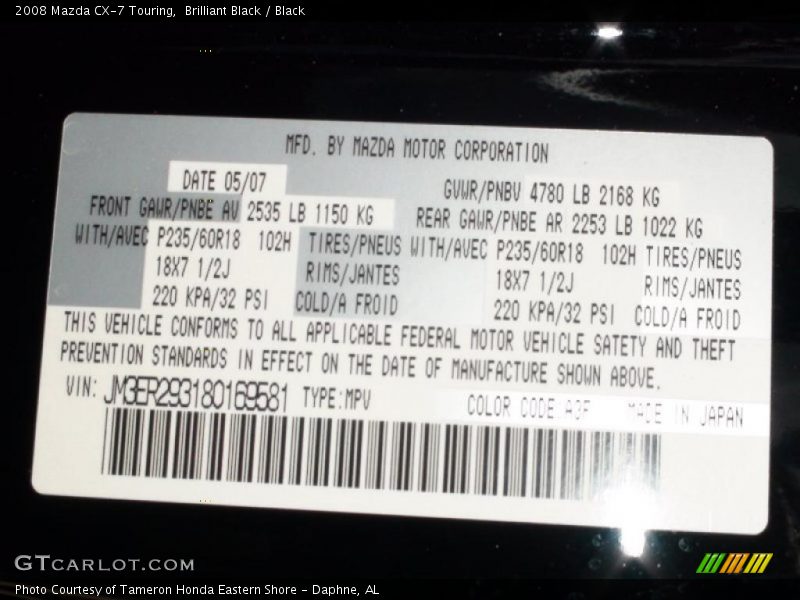 2008 Mazda CX-7 Touring, Brilliant Black / Black
MFD. BY MAZDA MOTOR CORPORATION
DATE 05/07 GVWR/PNBV 4780 LB 2168 KG
FRONT GAWR/PNBE AV 2535 LB 1150 KG REAR GAWR/PNBE AR 2253 LB 1022 KG
WITH/AVEC P235/60R18 102H TIRES/PNEUS WITH/AVEC P235/60R18 102H TIRES/PNEUS
18X7 1/2J RIMS/JANTES 18X7 1/2J RIMS/JANTES
220 KPA/32 PSI COLD/A FROID 220 KPA/32 PSI COLD/A FROID
THIS VEHICLE CONFORMS TO ALL APPLICABLE FEDERAL MOTOR VEHICLE SAFETY AND THEFT
PREVENTION STANDARDS IN EFFECT ON THE DATE OF MANUFACTURE SHOWN ABOVE.
VIN: JM3ER293180169581 TYPE:MPV COLOR CODE A3F MADE IN JAPAN
GTCARLOT.COM
Photo Courtesy of Tameron Honda Eastern Shore - Daphne, AL